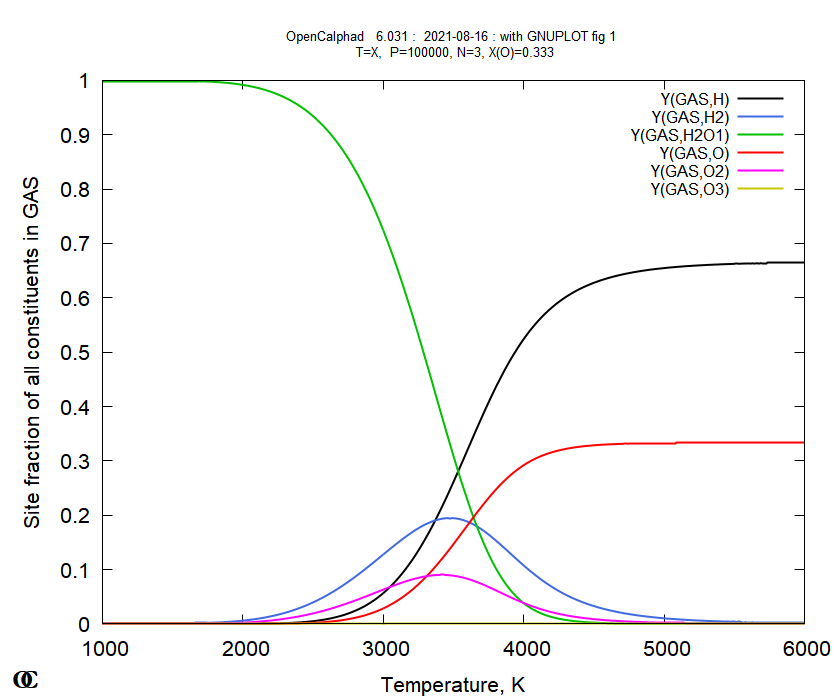 OpenCalphad 6.031 : 2021-08-16 : with GNUPLOT fig 1
T=X, P=100000, N=3, X(O)=0.333
Y(GAS,H)
Y(GAS,H2)
Y(GAS,H2O1)
Y(GAS,O)
Y(GAS,O2)
Y(GAS,O3)
Site fraction of all constituents in GAS
1
0.9
0.8
0.7
0.6
0.5
0.4
0.3
0.2
0.1
0
1000
2000
3000
4000
5000
6000
Temperature, K
OC